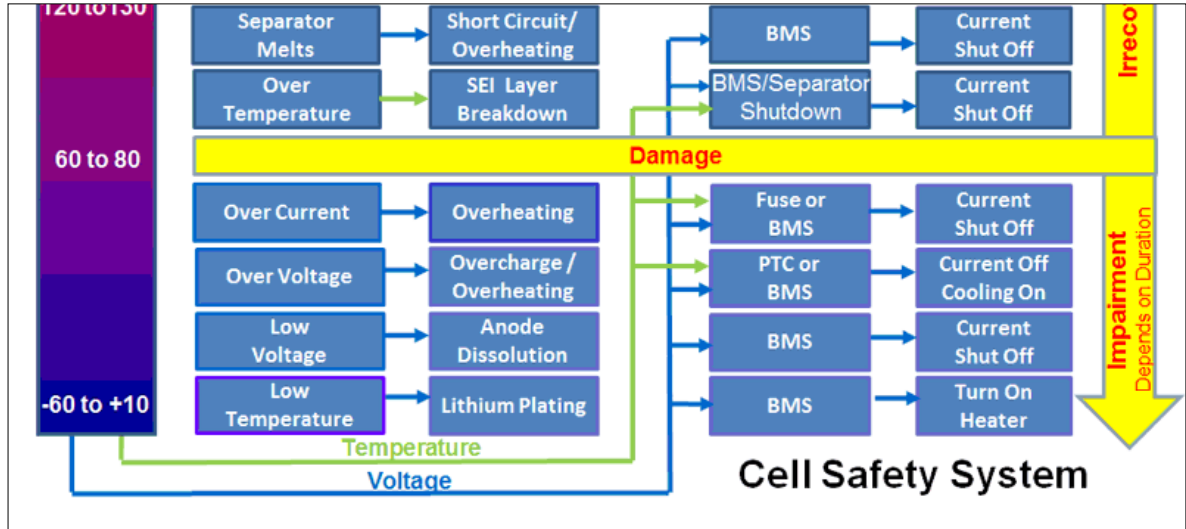 120 to130
Separator
Melts
Short Circuit/
Overheating
BMS
Current
Shut Off
Over
Temperature
SEI Layer
Breakdown
BMS/Separator
Shutdown
Current
Shut Off
60 to 80
Damage
Over Current
Overheating
Fuse or
BMS
Current
Shut Off
Over Voltage
Overcharge /
Overheating
PTC or
BMS
Current Off
Cooling On
Low
Voltage
Anode
Dissolution
BMS
Current
Shut Off
-60 to +10
Low
Temperature
Lithium Plating
BMS
Turn On
Heater
Irreco
Impairment
Depends on Duration
Temperature
Voltage
Cell Safety System